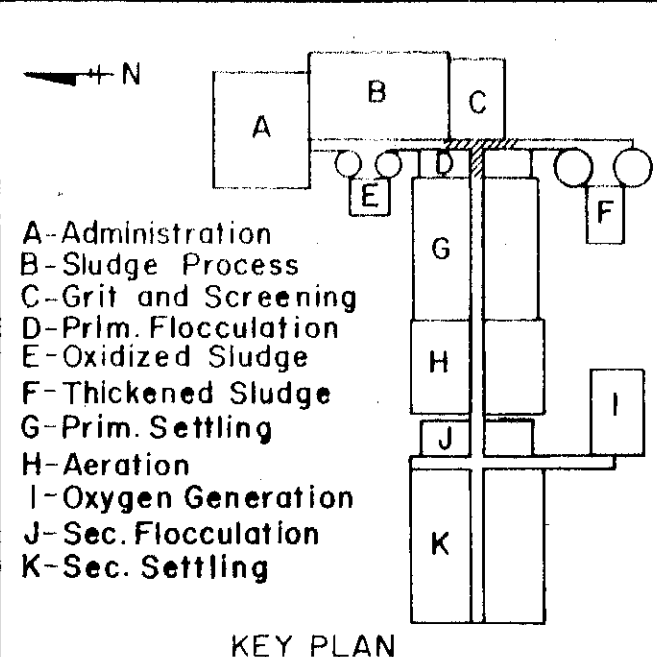 N
A
B
C
D
E
F
G
H
I
J
K
A-Administration
B-Sludge Process
C-Grit and Screening
D-Prim. Flocculation
E-Oxidized Sludge
F-Thickened Sludge
G-Prim. Settling
H-Aeration
I-Oxygen Generation
J-Sec. Flocculation
K-Sec. Settling
KEY PLAN